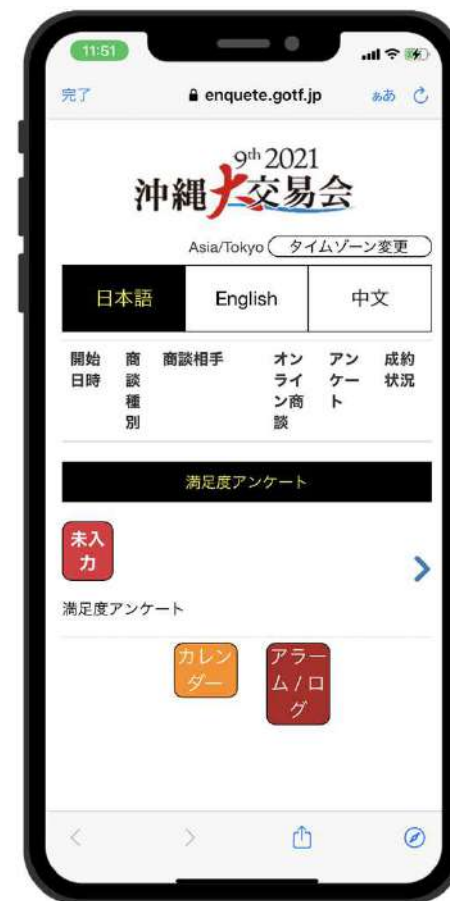 11:51
完了 enquete.gotf.jp ぁあ
9th 2021
沖縄大交易会
Asia/Tokyo タイムゾーン変更
日本語 English 中文
開始 商 商談相手 オン アン 成約
日時 談 ライ ケー 状況
種 ン商 ト
別 談
満足度アンケート
未入
力
満足度アンケート
カレン アラー
ダー ム / ロ
グ